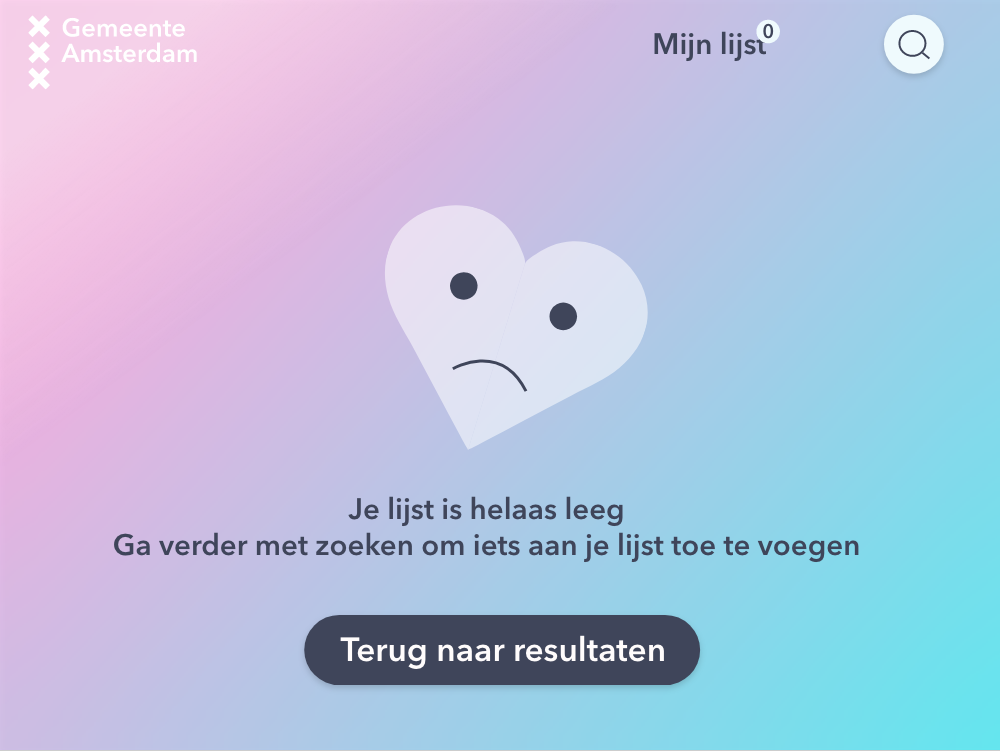 Gemeente
Amsterdam
Mijn lijst 0
Je lijst is helaas leeg
Ga verder met zoeken om iets aan je lijst toe te voegen
Terug naar resultaten